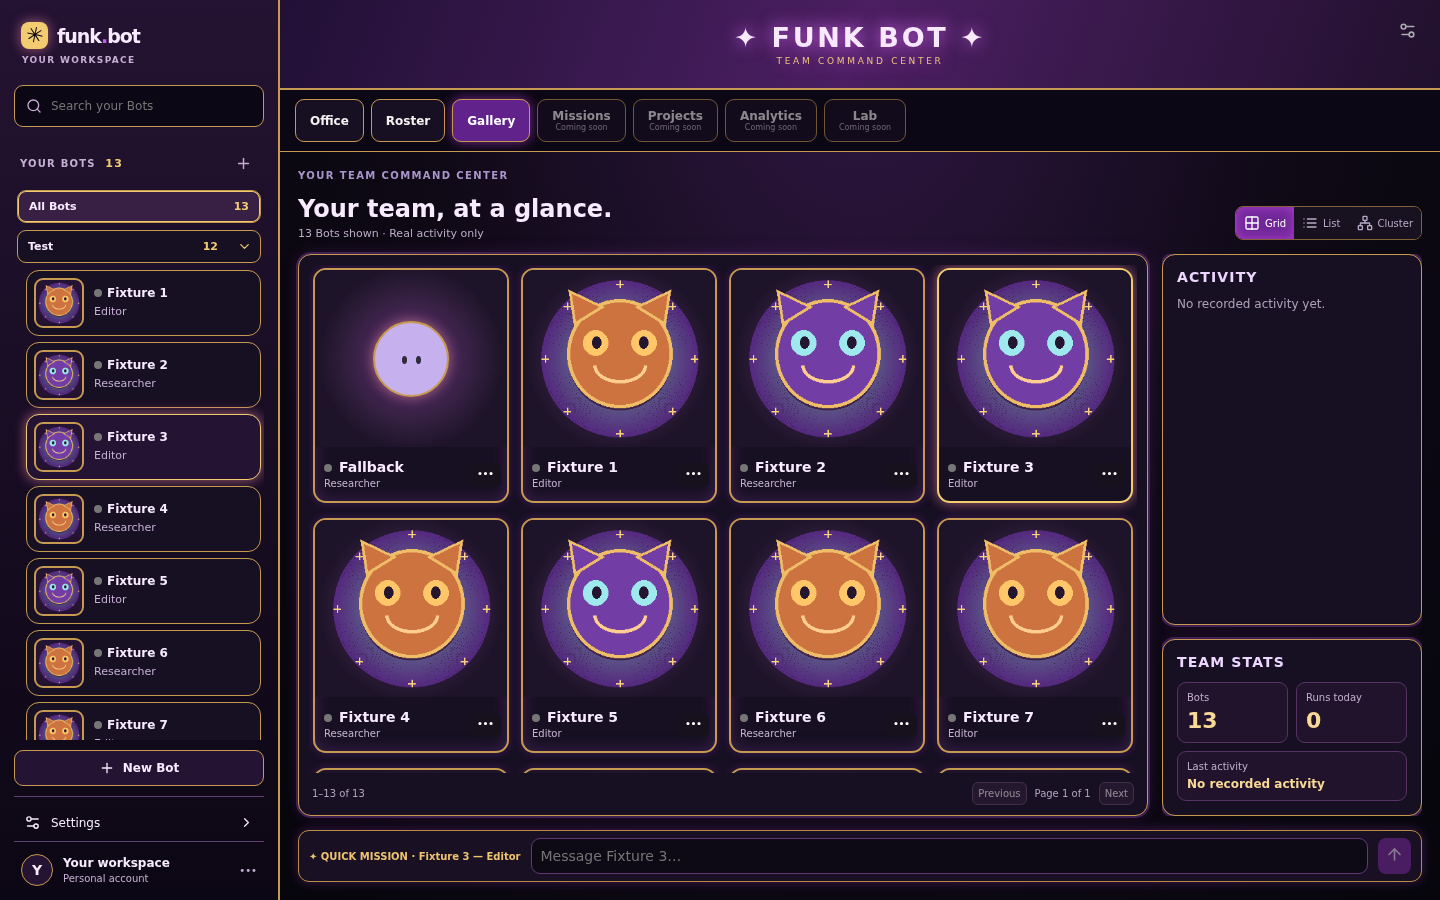 funk.bot
YOUR WORKSPACE
Search your Bots
YOUR BOTS 13
All Bots 13
Test 12
Fixture 1
Editor
Fixture 2
Researcher
Fixture 3
Editor
Fixture 4
Researcher
Fixture 5
Editor
Fixture 6
Researcher
Fixture 7
New Bot
Settings
Y
Your workspace
Personal account
✦ FUNK BOT ✦
TEAM COMMAND CENTER
Office
Roster
Gallery
Missions
Coming soon
Projects
Coming soon
Analytics
Coming soon
Lab
Coming soon
YOUR TEAM COMMAND CENTER
Your team, at a glance.
13 Bots shown · Real activity only
Grid
List
Cluster
Fallback
Researcher
Fixture 1
Editor
Fixture 2
Researcher
Fixture 3
Editor
Fixture 4
Researcher
Fixture 5
Editor
Fixture 6
Researcher
Fixture 7
Editor
1–13 of 13
Previous
Page 1 of 1
Next
ACTIVITY
No recorded activity yet.
TEAM STATS
Bots
13
Runs today
0
Last activity
No recorded activity
✦ QUICK MISSION · Fixture 3 — Editor
Message Fixture 3...